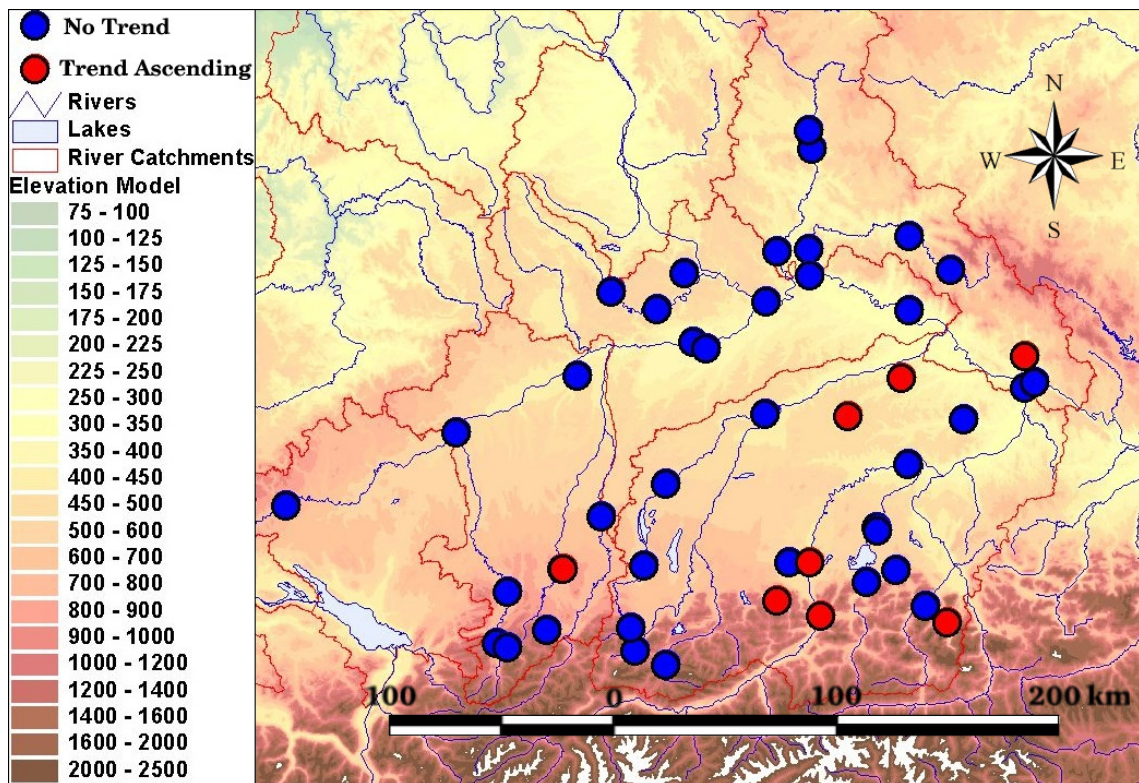 No Trend
Trend Ascending
Rivers
Lakes
River Catchments
Elevation Model
75 - 100
100 - 125
125 - 150
150 - 175
175 - 200
200 - 225
225 - 250
250 - 300
300 - 350
350 - 400
400 - 450
450 - 500
500 - 600
600 - 700
700 - 800
800 - 900
900 - 1000
1000 - 1200
1200 - 1400
1400 - 1600
1600 - 2000
2000 - 2500
N
W E
S
100 0 100 200 km